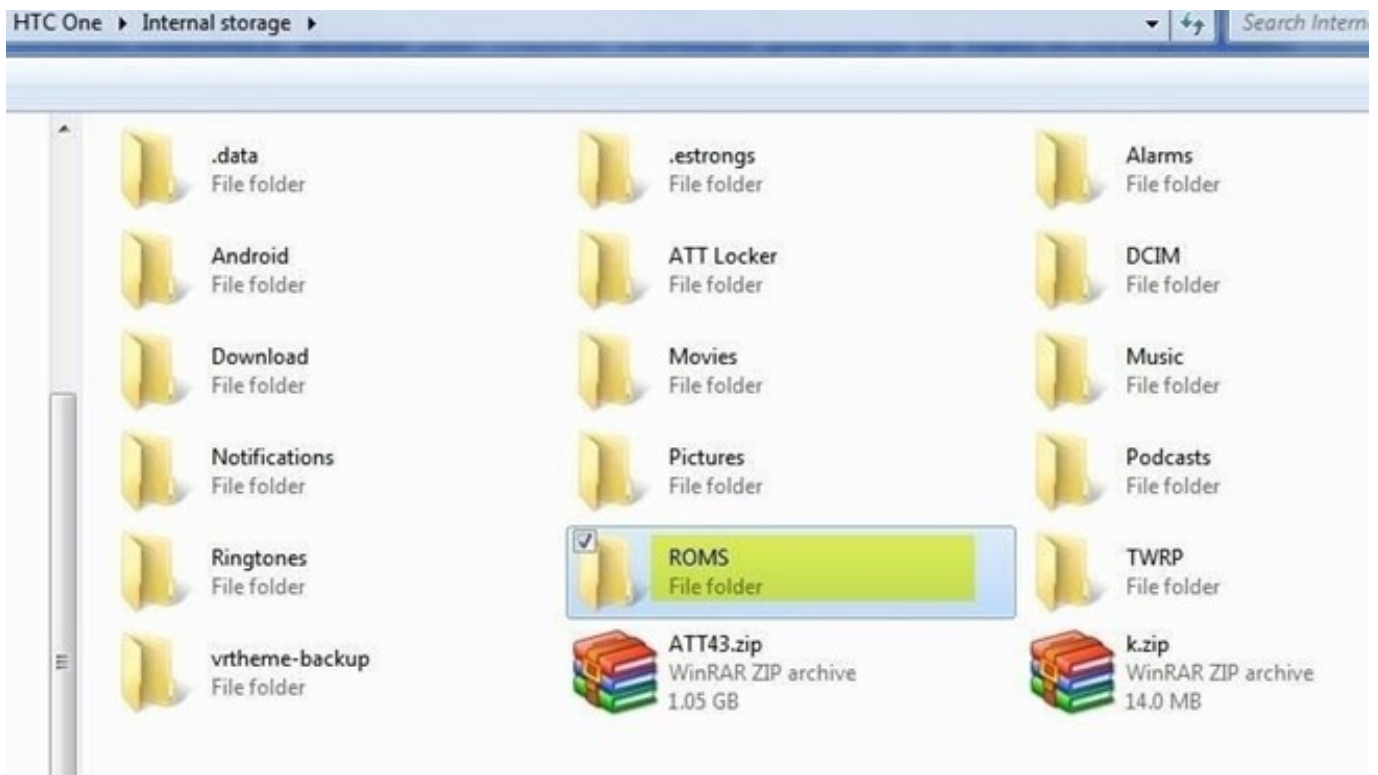 HTC One ▸ Internal storage ▸
Search Intern
.data
File folder
.estrongs
File folder
Alarms
File folder
Android
File folder
ATT Locker
File folder
DCIM
File folder
Download
File folder
Movies
File folder
Music
File folder
Notifications
File folder
Pictures
File folder
Podcasts
File folder
Ringtones
File folder
ROMS
File folder
TWRP
File folder
vrtheme-backup
File folder
ATT43.zip
WinRAR ZIP archive
1.05 GB
k.zip
WinRAR ZIP archive
14.0 MB